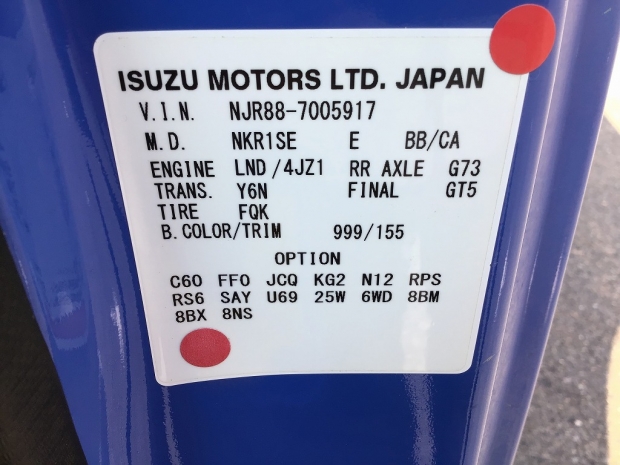 ISUZU MOTORS LTD. JAPAN
V.I.N. NJR88-7005917
M.D. NKR1SE E BB/CA
ENGINE LND/4JZ1 RR AXLE G73
TRANS. Y6N FINAL GT5
TIRE FQK
B.COLOR/TRIM 999/155
OPTION
C60 FF0 JCQ KG2 N12 RPS
RS6 SAY U69 25W 6WD 8BM
8BX 8NS